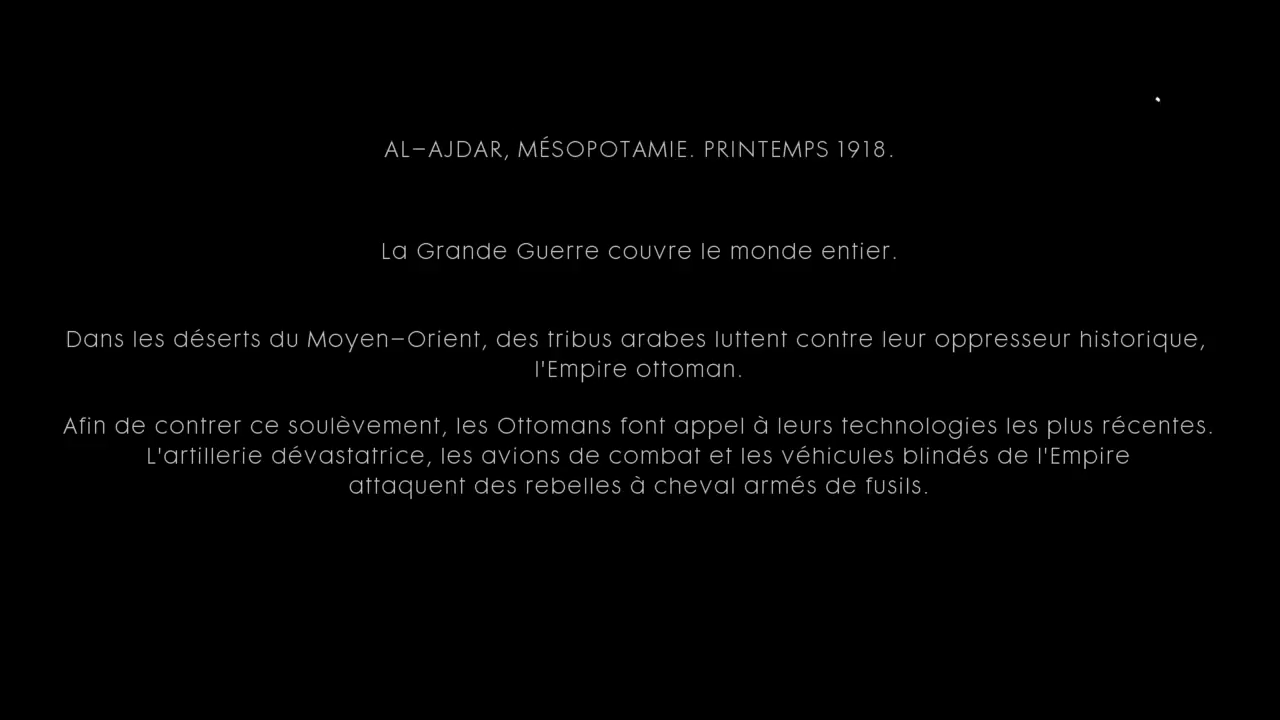 AL-AJDAR, MÉSOPOTAMIE. PRINTEMPS 1918.
La Grande Guerre couvre le monde entier.
Dans les déserts du Moyen-Orient, des tribus arabes luttent contre leur oppresseur historique,
l'Empire ottoman.
Afin de contrer ce soulèvement, les Ottomans font appel à leurs technologies les plus récentes.
L'artillerie dévastatrice, les avions de combat et les véhicules blindés de l'Empire
attaquent des rebelles à cheval armés de fusils.